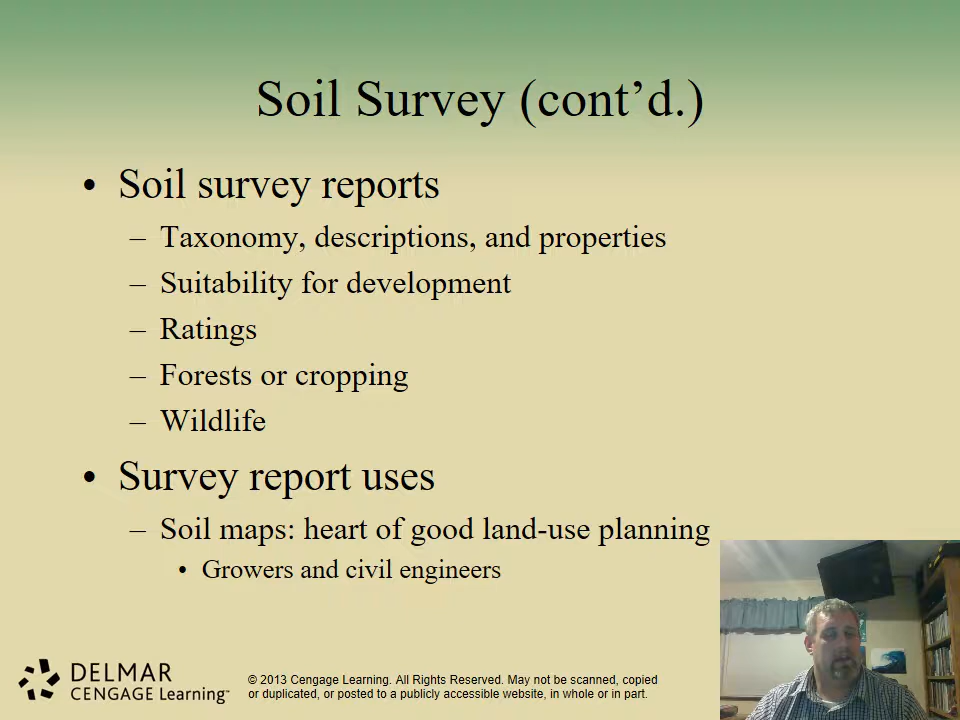 Soil Survey (cont’d.)
• Soil survey reports
– Taxonomy, descriptions, and properties
– Suitability for development
– Ratings
– Forests or cropping
– Wildlife
• Survey report uses
– Soil maps: heart of good land-use planning
• Growers and civil engineers
DELMAR
CENGAGE Learning™
© 2013 Cengage Learning. All Rights Reserved. May not be scanned, copied
or duplicated, or posted to a publicly accessible website, in whole or in part.